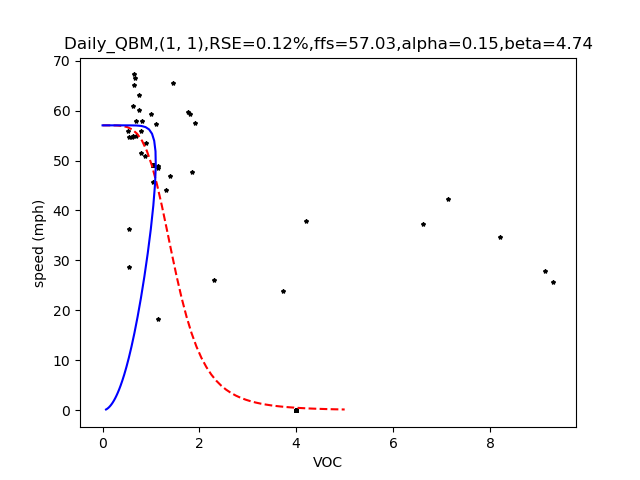 Daily_QBM,(1, 1),RSE=0.12%,ffs=57.03,alpha=0.15,beta=4.74
70
60
50
40
30
20
10
0
speed (mph)
0 2 4 6 8
VOC